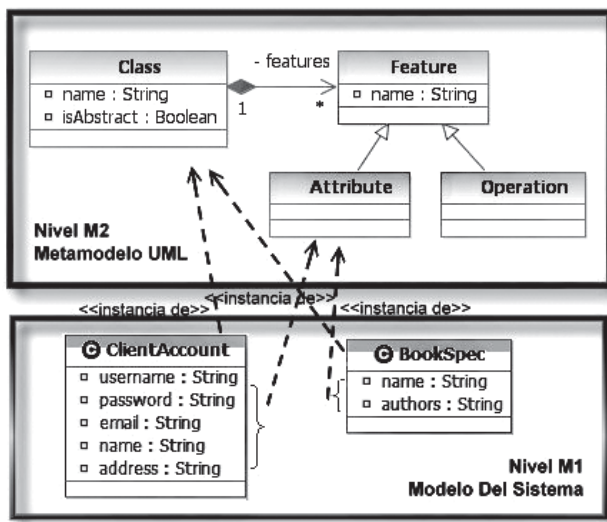 Class
name : String
isAbstract : Boolean
- features
1
*
Feature
name : String
Attribute
Operation
Nivel M2
Metamodelo UML
<<instancia de>>
<<instancia de>>
<<instancia de>>
C ClientAccount
username : String
password : String
email : String
name : String
address : String
C BookSpec
name : String
authors : String
Nivel M1
Modelo Del Sistema